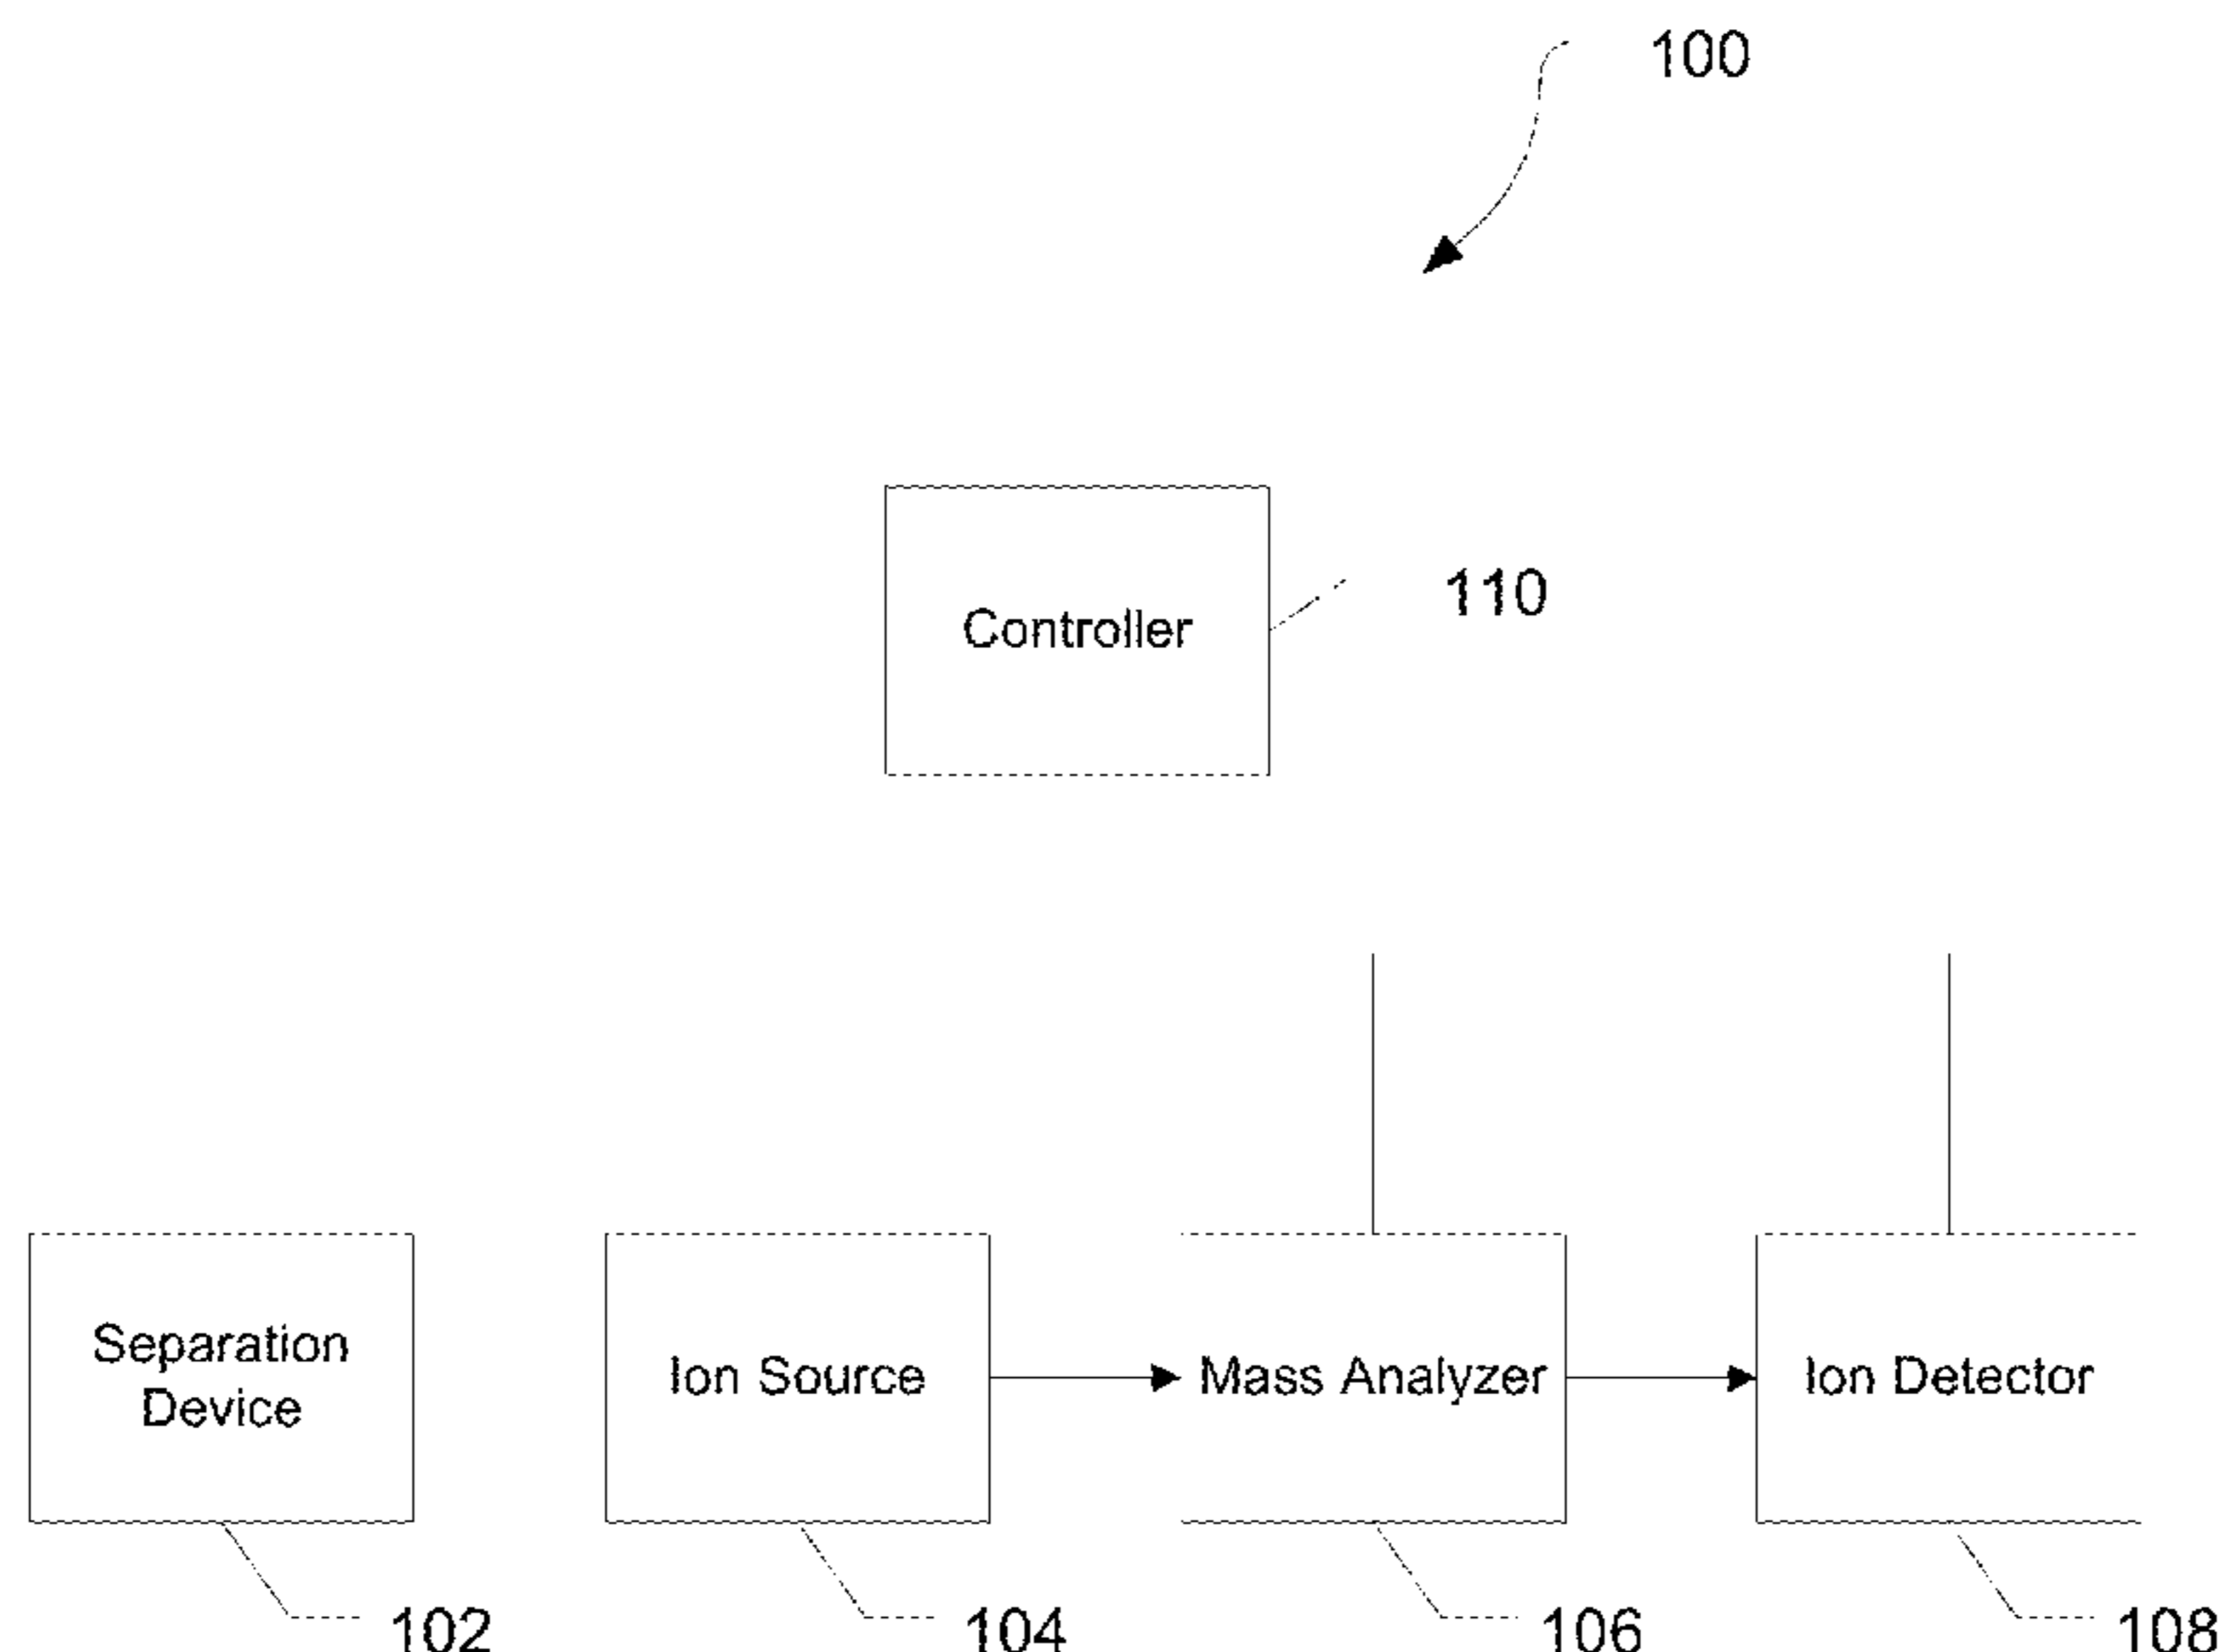 100
110
Controller
Separation
Device
Ion Source
Mass Analyzer
Ion Detector
102
104
106
108